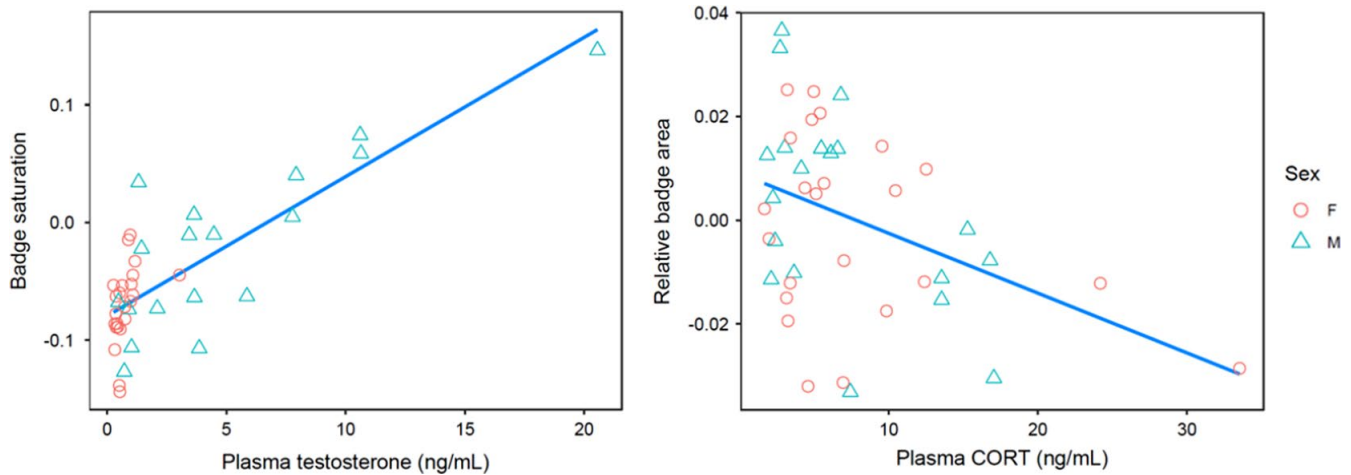 0.1
0.0
-0.1
Badge saturation
0
5
10
15
20
Plasma testosterone (ng/mL)
0.04
0.02
0.00
-0.02
Relative badge area
10
20
30
Plasma CORT (ng/mL)
Sex
F
M